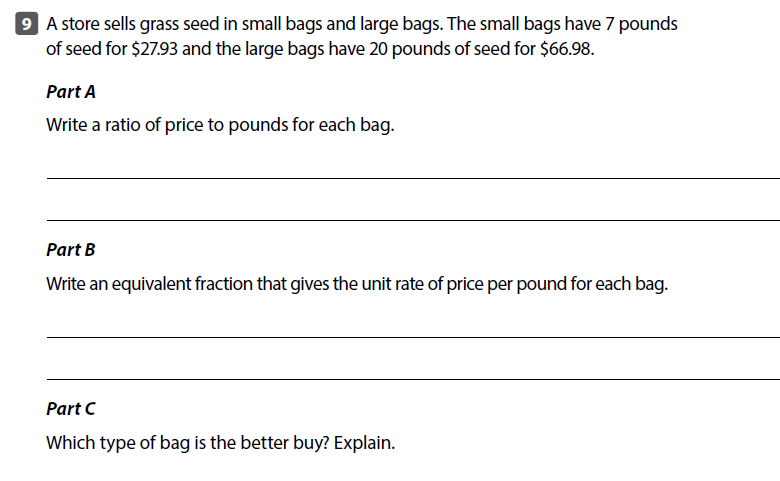 9 A store sells grass seed in small bags and large bags. The small bags have 7 pounds
of seed for $27.93 and the large bags have 20 pounds of seed for $66.98.
Part A
Write a ratio of price to pounds for each bag.
Part B
Write an equivalent fraction that gives the unit rate of price per pound for each bag.
Part C
Which type of bag is the better buy? Explain.